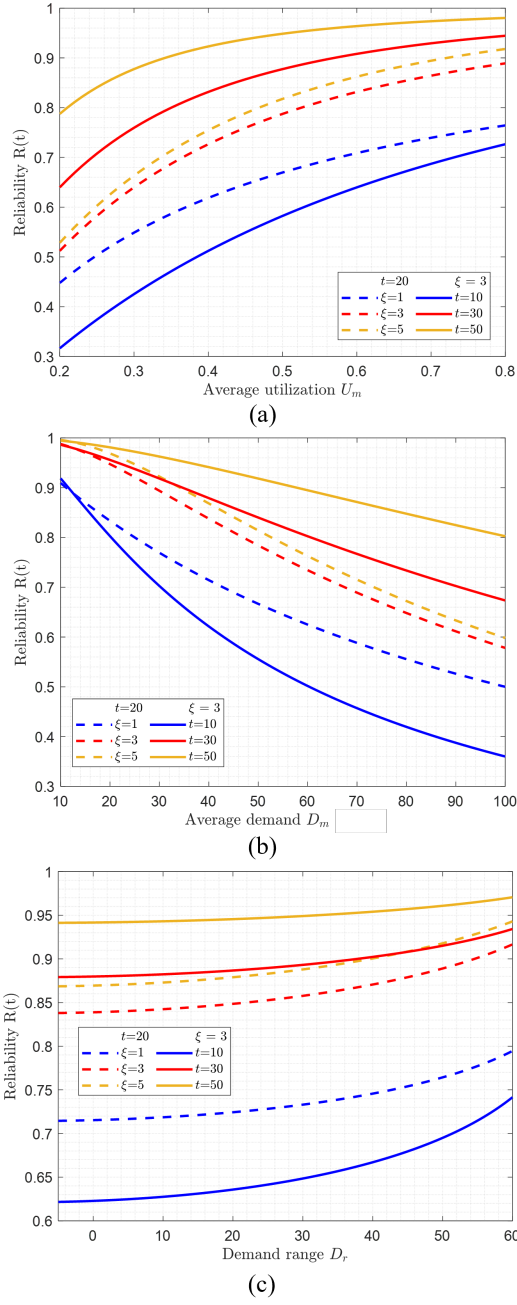 1
0.9
0.8
0.7
0.6
0.5
0.4
0.3
Reliability R(t)
t=20 ξ = 3
ξ=1 t=10
ξ=3 t=30
ξ=5 t=50
0.2 0.3 0.4 0.5 0.6 0.7 0.8
Average utilization Um
(a)
1
0.9
0.8
0.7
0.6
0.5
0.4
0.3
Reliability R(t)
t=20 ξ = 3
ξ=1 t=10
ξ=3 t=30
ξ=5 t=50
10 20 30 40 50 60 70 80 90 100
Average demand Dm
(b)
1
0.95
0.9
0.85
0.8
0.75
0.7
0.65
0.6
Reliability R(t)
t=20 ξ = 3
ξ=1 t=10
ξ=3 t=30
ξ=5 t=50
0 10 20 30 40 50 60
Demand range Dr
(c)